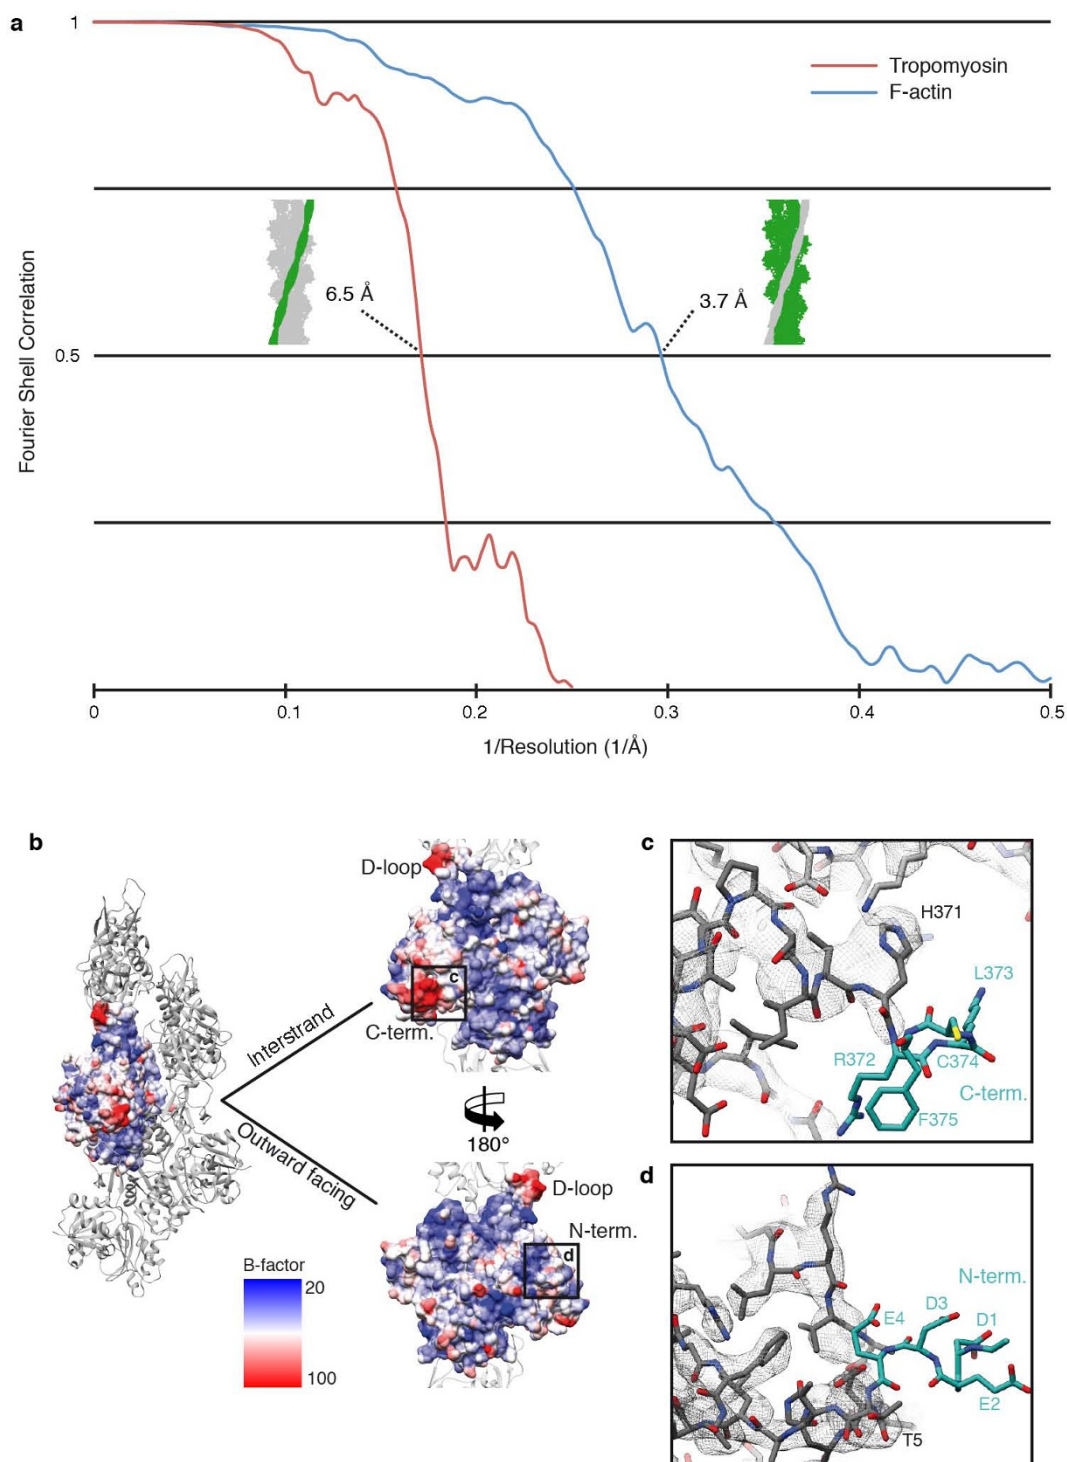 a
1
Tropomyosin
F-actin
Fourier Shell Correlation
6.5 Å
3.7 Å
0.5
0
0.1
0.2
0.3
0.4
0.5
1/Resolution (1/Å)
b
D-loop
c
C-term.
Interstrand
Outward facing
180°
D-loop
N-term.
d
B-factor
20
100
c
H371
L373
R372
C374
C-term.
F375
d
N-term.
E4
D3
D1
E2
T5